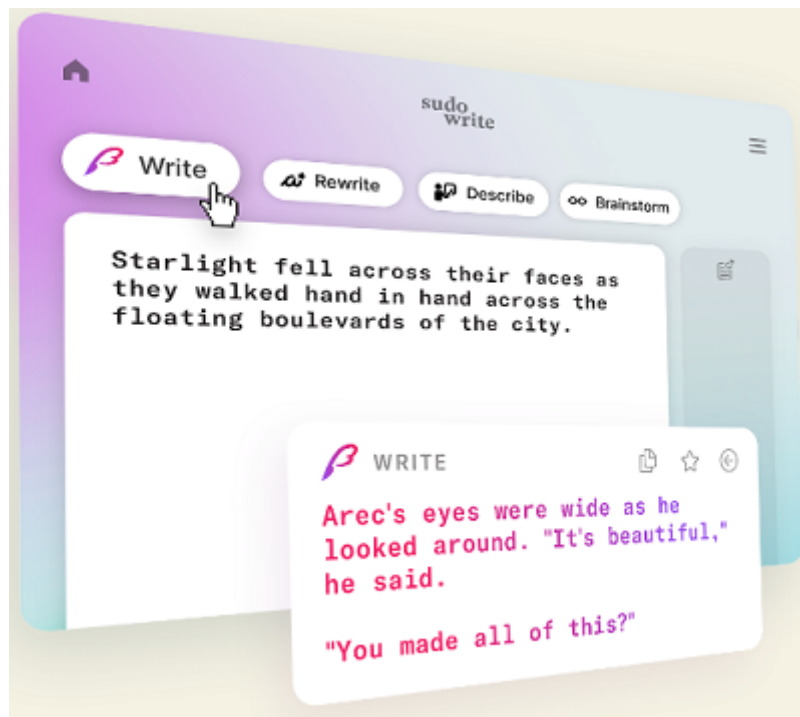 sudo
write
Write
Rewrite
Describe
Brainstorm
Starlight fell across their faces as
they walked hand in hand across the
floating boulevards of the city.
WRITE
Arec's eyes were wide as he
looked around. "It's beautiful,"
he said.
"You made all of this?"